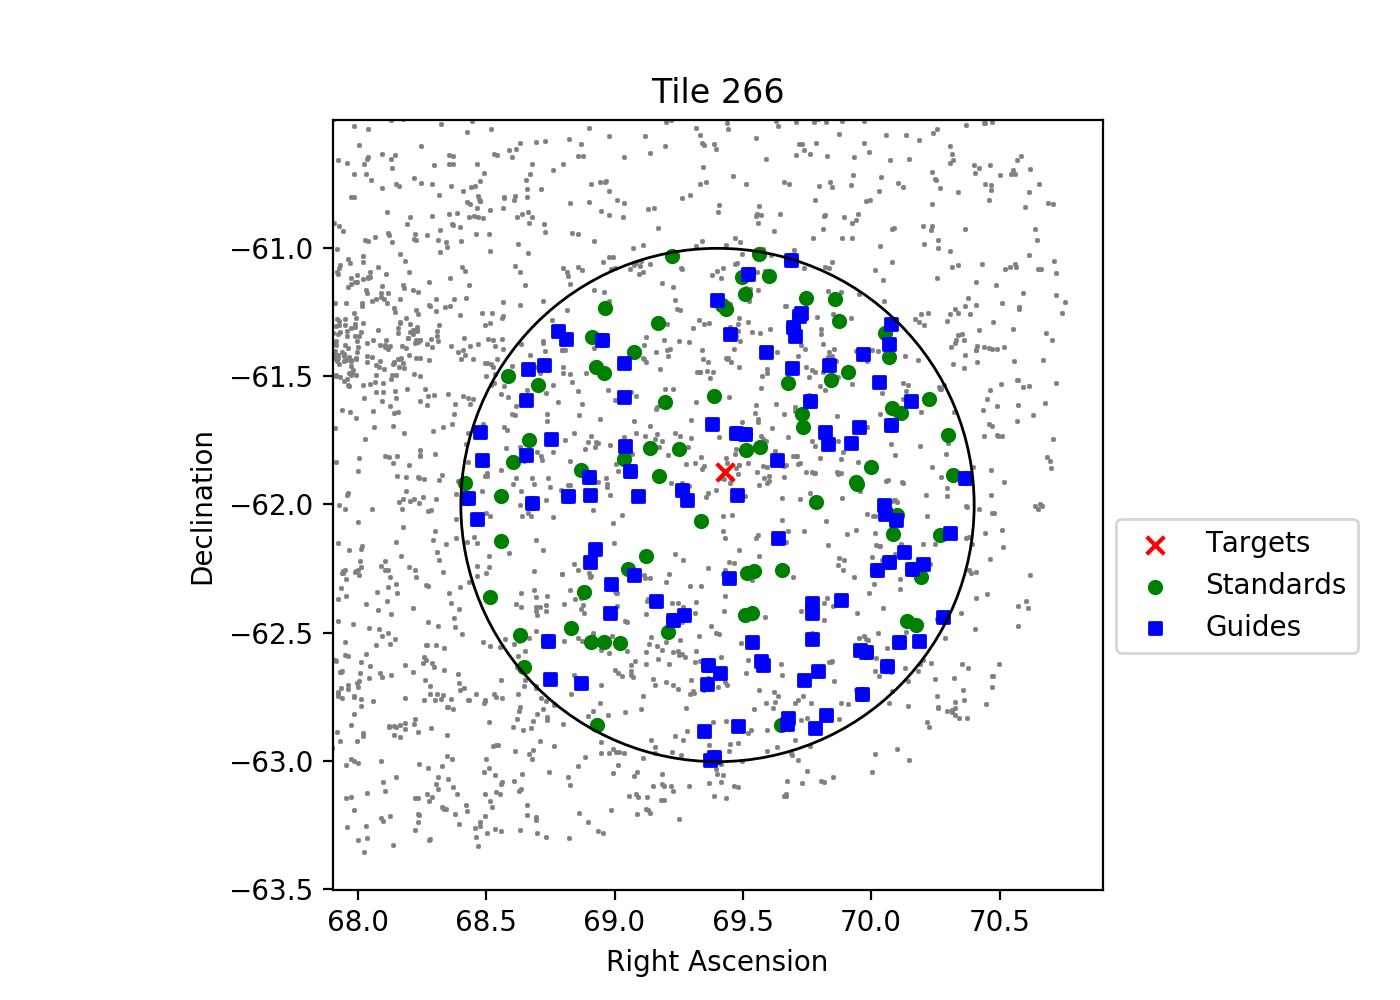 Tile 266
Declination
−61.0
−61.5
−62.0
−62.5
−63.0
−63.5
68.0 68.5 69.0 69.5 70.0 70.5
Right Ascension
Targets
Standards
Guides